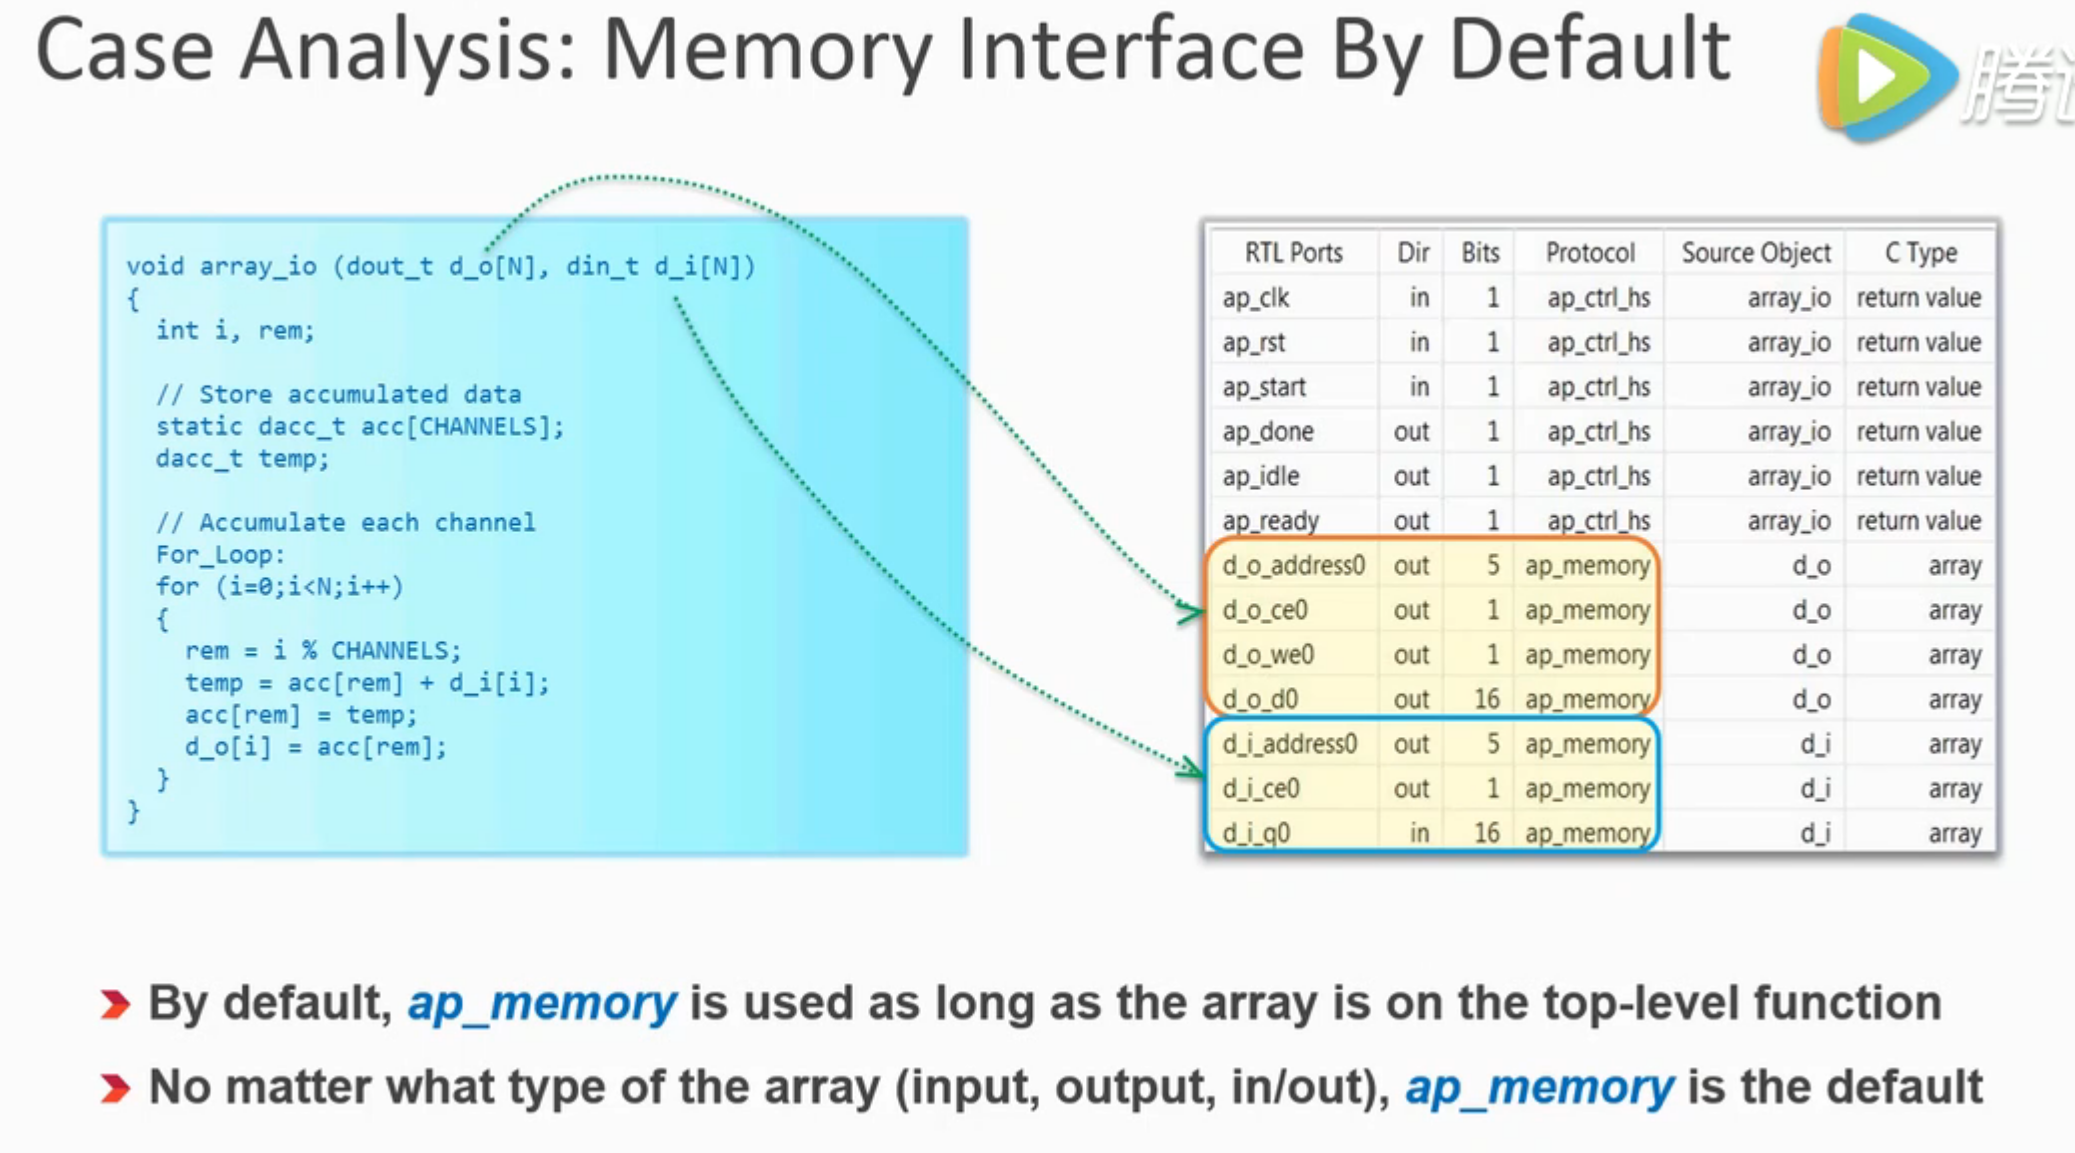 Case Analysis: Memory Interface By Default
腾
void array_io (dout_t d_o[N], din_t d_i[N])
{
int i, rem;
// Store accumulated data
static dacc_t acc[CHANNELS];
dacc_t temp;
// Accumulate each channel
For_Loop:
for (i=0;i<N;i++)
{
rem = i % CHANNELS;
temp = acc[rem] + d_i[i];
acc[rem] = temp;
d_o[i] = acc[rem];
}
}
RTL Ports Dir Bits Protocol Source Object C Type
ap_clk in 1 ap_ctrl_hs array_io return value
ap_rst in 1 ap_ctrl_hs array_io return value
ap_start in 1 ap_ctrl_hs array_io return value
ap_done out 1 ap_ctrl_hs array_io return value
ap_idle out 1 ap_ctrl_hs array_io return value
ap_ready out 1 ap_ctrl_hs array_io return value
d_o_address0 out 5 ap_memory d_o array
d_o_ce0 out 1 ap_memory d_o array
d_o_we0 out 1 ap_memory d_o array
d_o_d0 out 16 ap_memory d_o array
d_i_address0 out 5 ap_memory d_i array
d_i_ce0 out 1 ap_memory d_i array
d_i_q0 in 16 ap_memory d_i array
By default, ap_memory is used as long as the array is on the top-level function
No matter what type of the array (input, output, in/out), ap_memory is the default